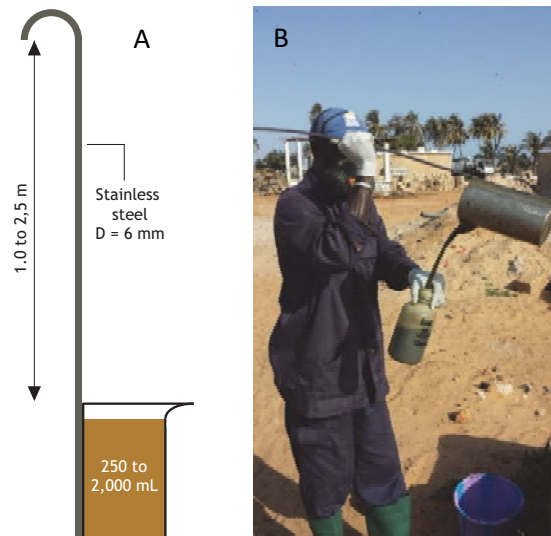 A
B
1.0 to 2,5 m
Stainless
steel
D = 6 mm
250 to
2,000 mL